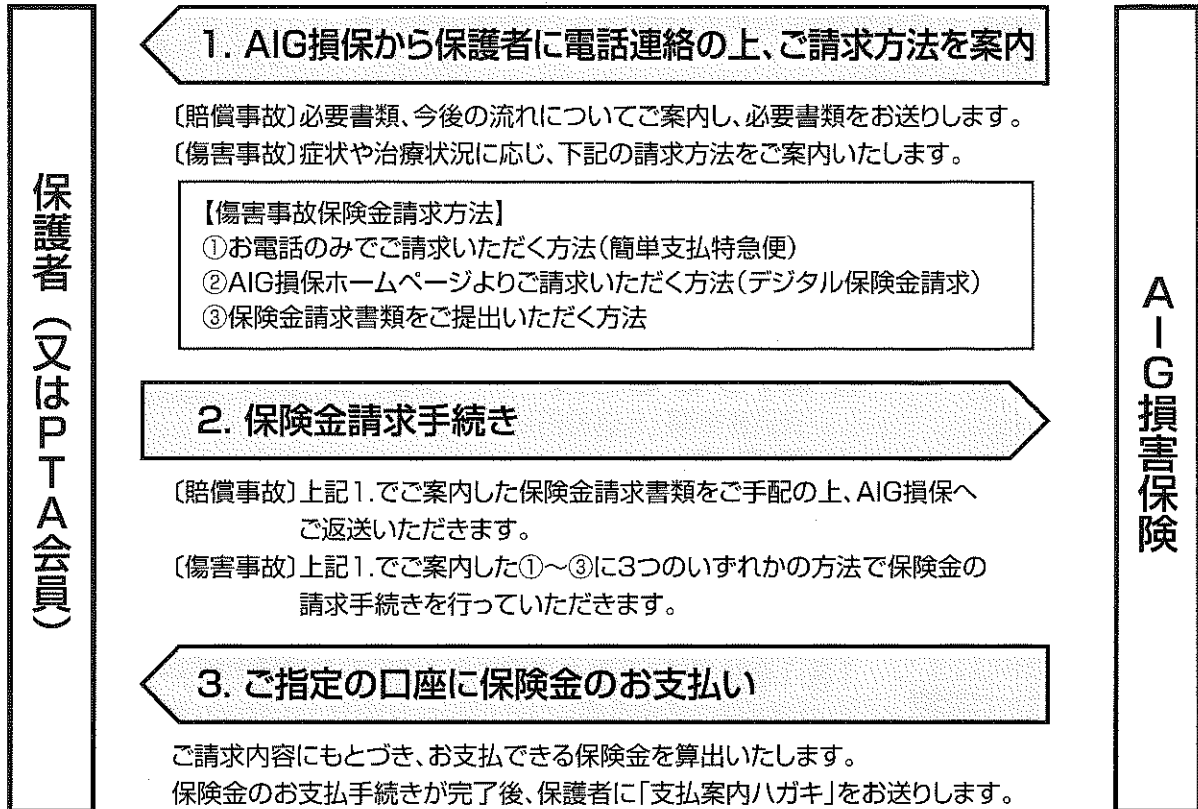 保護者（又はPTA会員）
1. AIG損保から保護者に電話連絡の上、ご請求方法を案内
〔賠償事故〕必要書類、今後の流れについてご案内し、必要書類をお送りします。
〔傷害事故〕症状や治療状況に応じ、下記の請求方法をご案内いたします。
【傷害事故保険金請求方法】
①お電話のみでご請求いただく方法(簡単支払特急便)
②AIG損保ホームページよりご請求いただく方法(デジタル保険金請求)
③保険金請求書類をご提出いただく方法
2. 保険金請求手続き
〔賠償事故〕上記1.でご案内した保険金請求書類をご手配の上、AIG損保へ
ご返送いただきます。
〔傷害事故〕上記1.でご案内した①～③に3つのいずれかの方法で保険金の
請求手続きを行っていただきます。
3. ご指定の口座に保険金のお支払い
ご請求内容にもとづき、お支払できる保険金を算出いたします。
保険金のお支払手続きが完了後、保護者に「支払案内ハガキ」をお送りします。
AIG損害保険